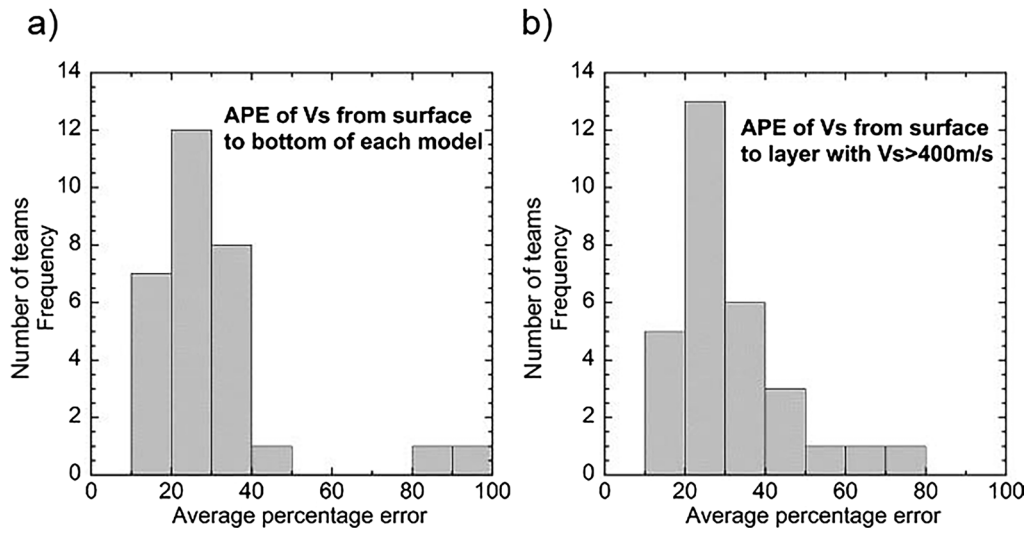 a)
14
12
10
8
6
4
2
0
Number of teams
Frequency
APE of Vs from surface
to bottom of each model
0 20 40 60 80 100
Average percentage error
b)
14
12
10
8
6
4
2
0
Number of teams
Frequency
APE of Vs from surface
to layer with Vs>400m/s
0 20 40 60 80 100
Average percentage error